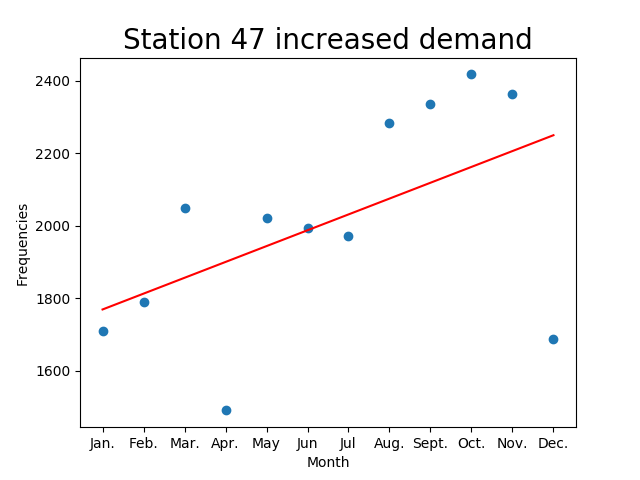 Station 47 increased demand
Frequencies
2400
2200
2000
1800
1600
Jan. Feb. Mar. Apr. May Jun Jul Aug. Sept. Oct. Nov. Dec.
Month